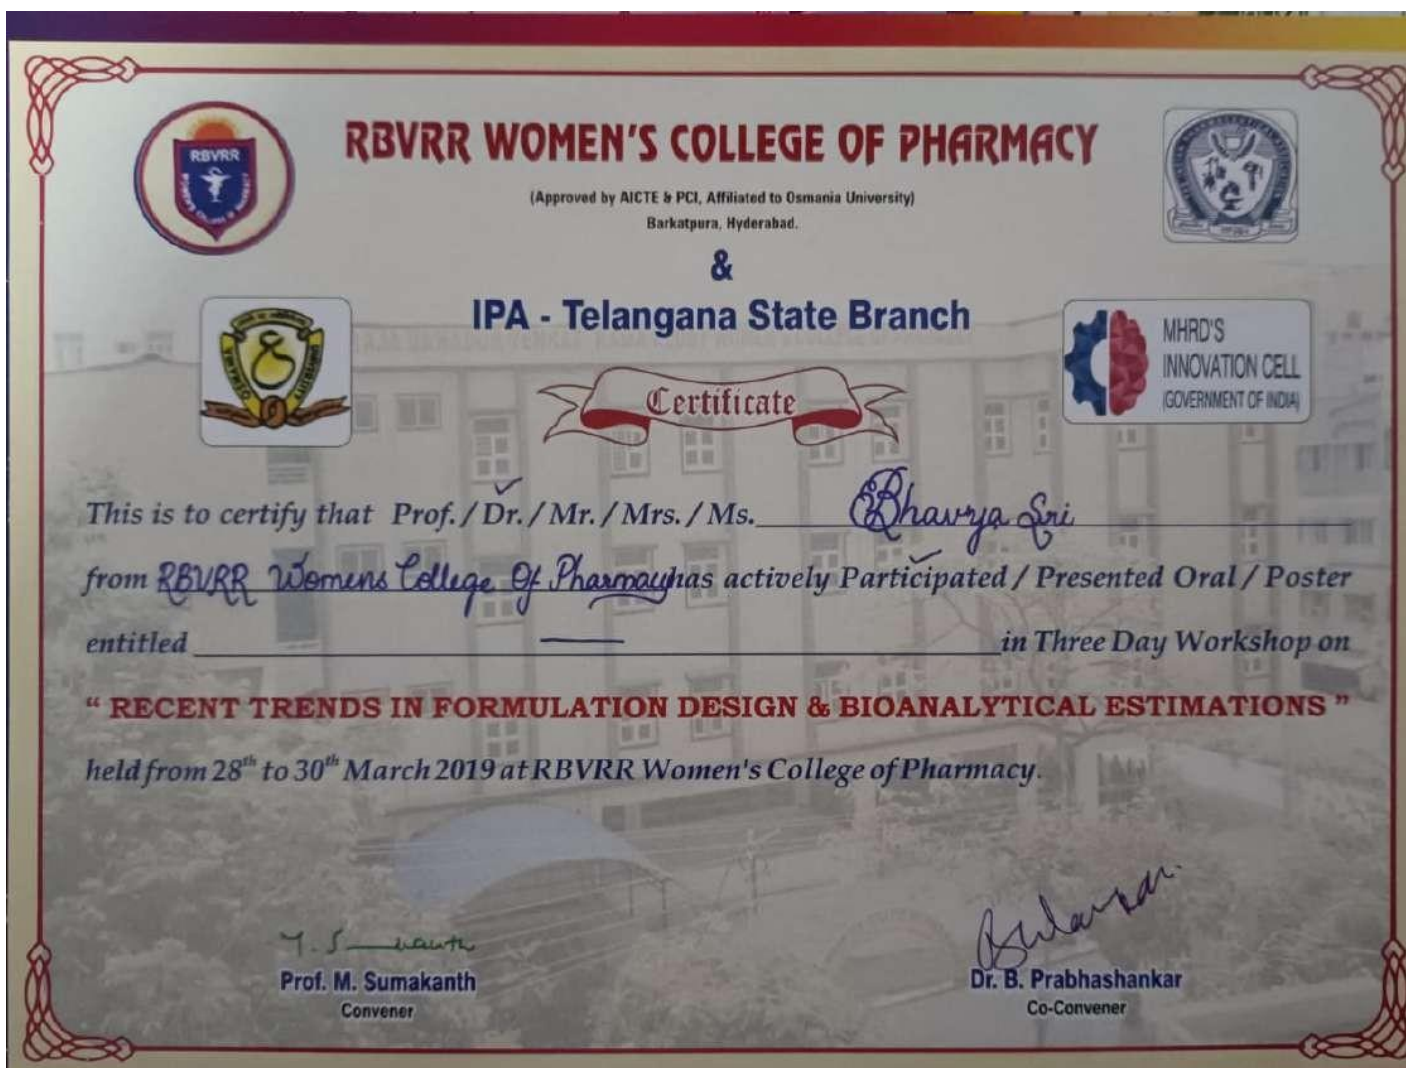 RBVRR WOMEN'S COLLEGE OF PHARMACY
(Approved by AICTE & PCI, Affiliated to Osmania University)
Barkatpura, Hyderabad.
&
IPA - Telangana State Branch
RBVRR
MHRD'S
INNOVATION CELL
(GOVERNMENT OF INDIA)
Certificate
This is to certify that Prof./Dr./Mr./Mrs./Ms. Bhavya Sri
from RBVRR Womens College Of Pharmacy has actively Participated / Presented Oral / Poster
entitled — in Three Day Workshop on
“ RECENT TRENDS IN FORMULATION DESIGN & BIOANALYTICAL ESTIMATIONS ”
held from 28th to 30th March 2019 at RBVRR Women's College of Pharmacy.
Prof. M. Sumakanth
Convener
Dr. B. Prabhashankar
Co-Convener